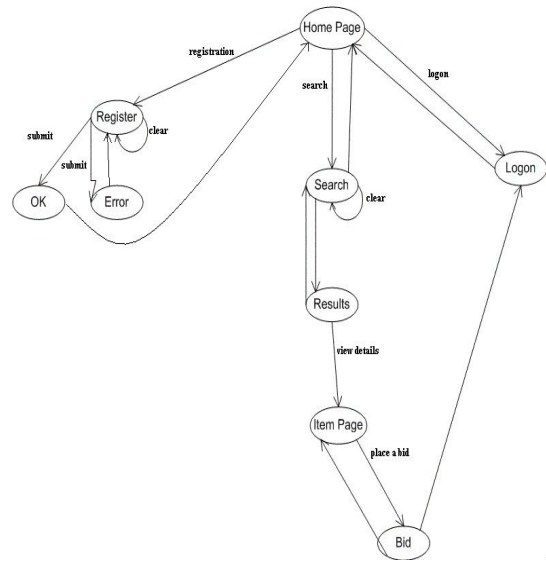 Home Page
registration
search
logon
Register
clear
submit
submit
OK
Error
Search
clear
Logon
Results
view details
Item Page
place a bid
Bid